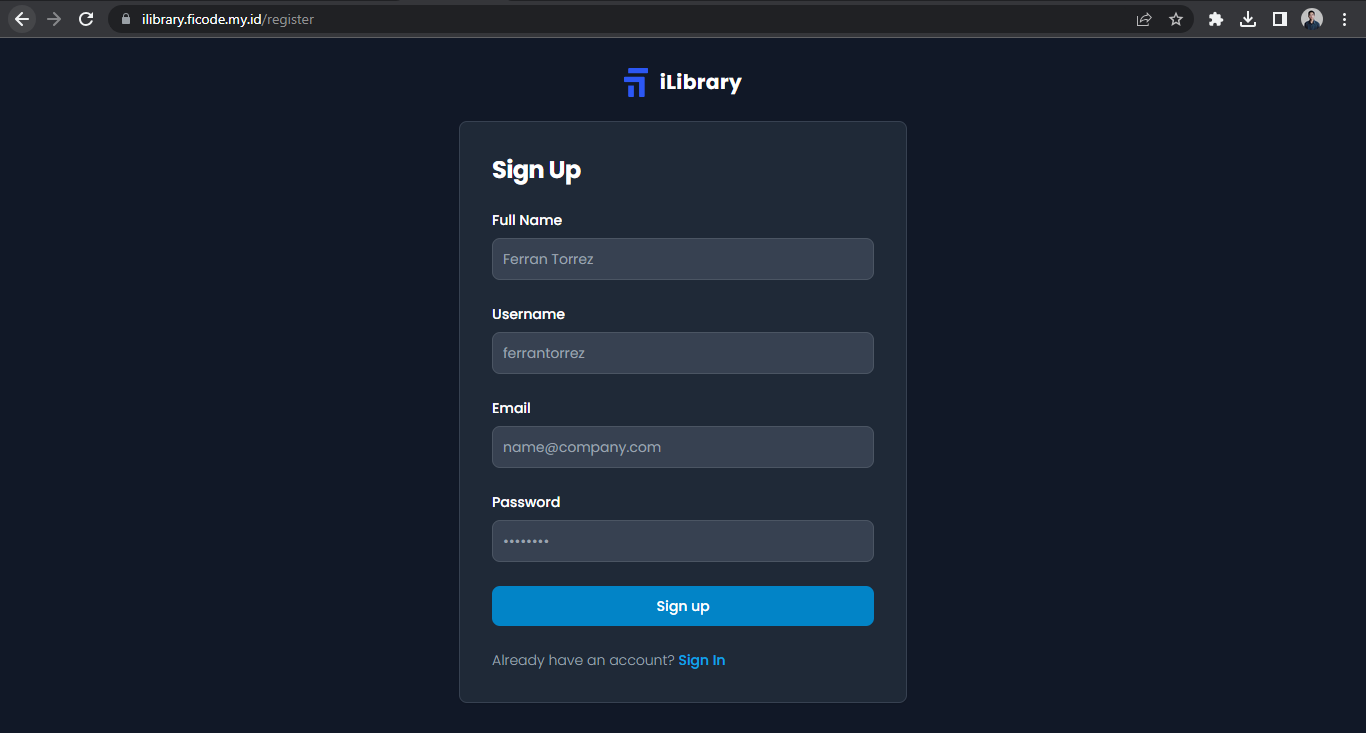 ilibrary.ficode.my.id/register
iLibrary
Sign Up
Full Name
Ferran Torrez
Username
ferrantorrez
Email
name@company.com
Password
••••••••
Sign up
Already have an account? Sign In